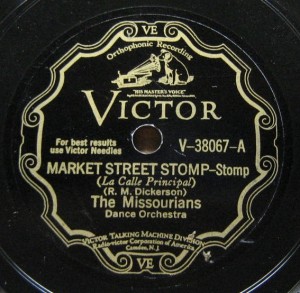 VE
Orthophonic Recording
"HIS MASTER'S VOICE"
VICTOR
For best results
use Victor Needles
V-38067-A
MARKET STREET STOMP-Stomp
(La Calle Principal)
(R. M. Dickerson)
The Missourians
Dance Orchestra
VICTOR TALKING MACHINE DIVISION
Radio-Victor Corporation of America
Camden, N.J.
VE